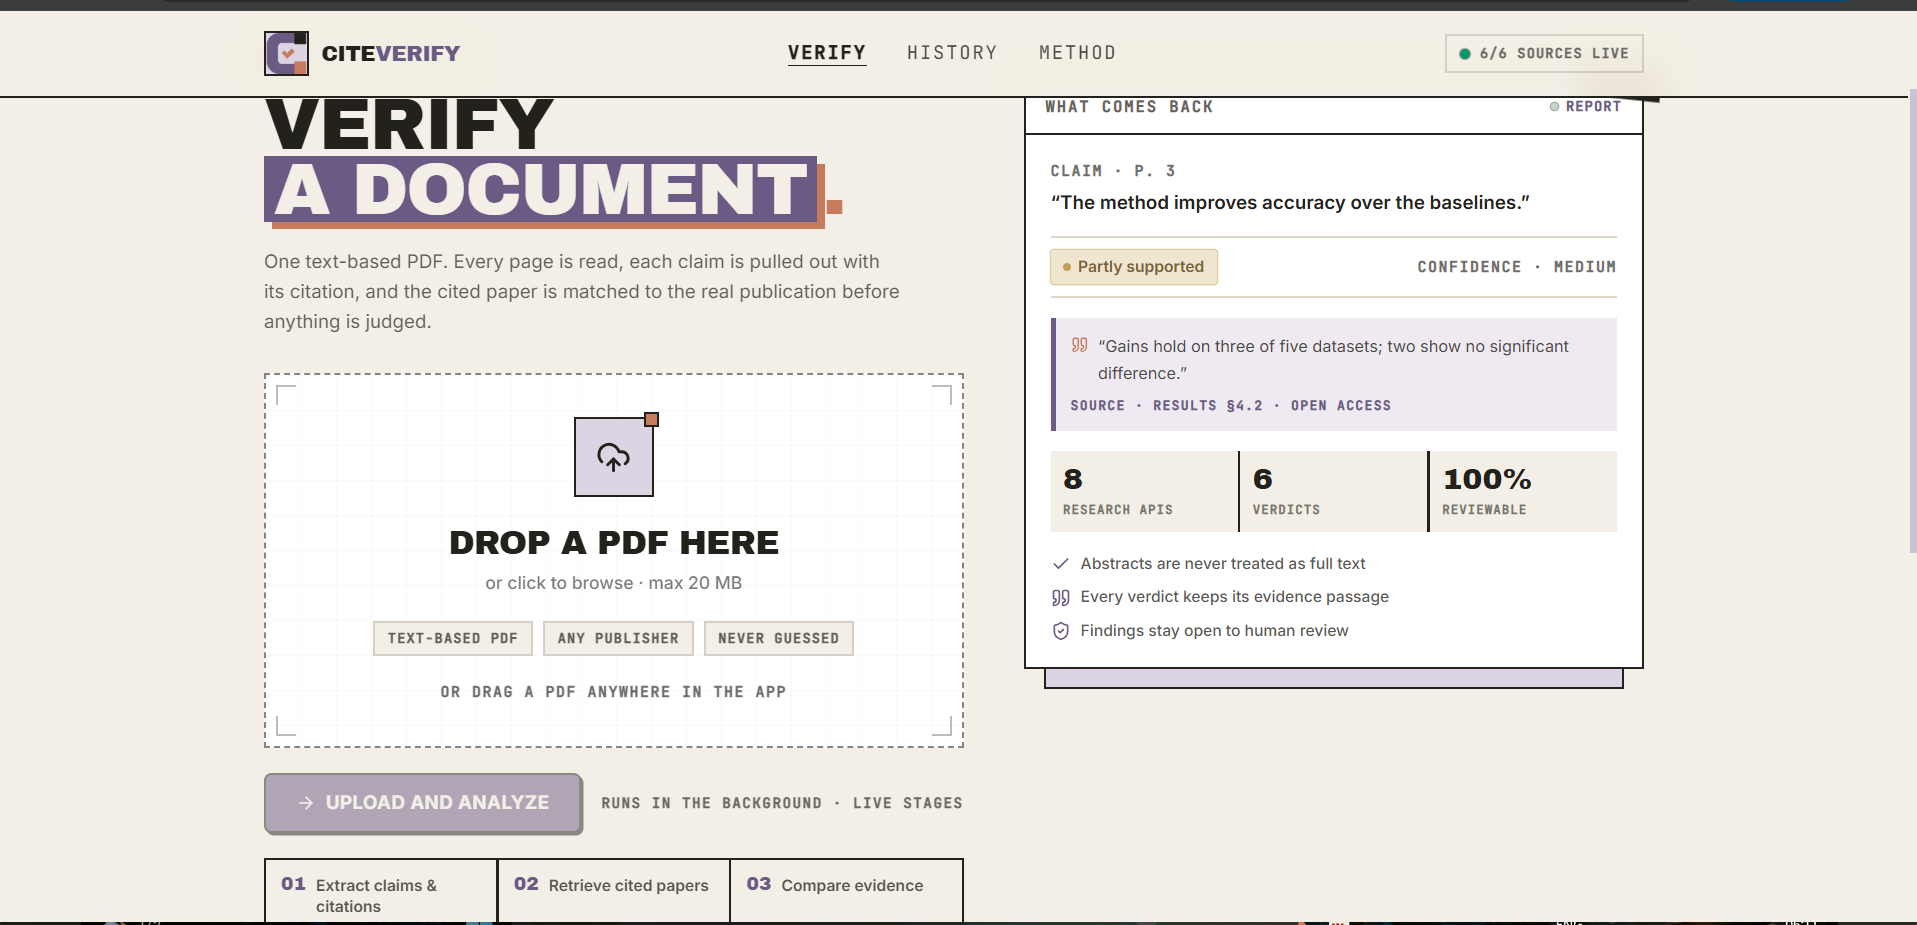 CITEVERIFY
VERIFY HISTORY METHOD
6/6 SOURCES LIVE
VERIFY
A DOCUMENT.
One text-based PDF. Every page is read, each claim is pulled out with
its citation, and the cited paper is matched to the real publication before
anything is judged.
DROP A PDF HERE
or click to browse · max 20 MB
TEXT-BASED PDF ANY PUBLISHER NEVER GUESSED
OR DRAG A PDF ANYWHERE IN THE APP
UPLOAD AND ANALYZE
RUNS IN THE BACKGROUND · LIVE STAGES
01 Extract claims &
citations
02 Retrieve cited papers
03 Compare evidence
WHAT COMES BACK
REPORT
CLAIM · P. 3
“The method improves accuracy over the baselines.”
Partly supported
CONFIDENCE · MEDIUM
“Gains hold on three of five datasets; two show no significant
difference.”
SOURCE · RESULTS §4.2 · OPEN ACCESS
8
RESEARCH APIS
6
VERDICTS
100%
REVIEWABLE
Abstracts are never treated as full text
Every verdict keeps its evidence passage
Findings stay open to human review